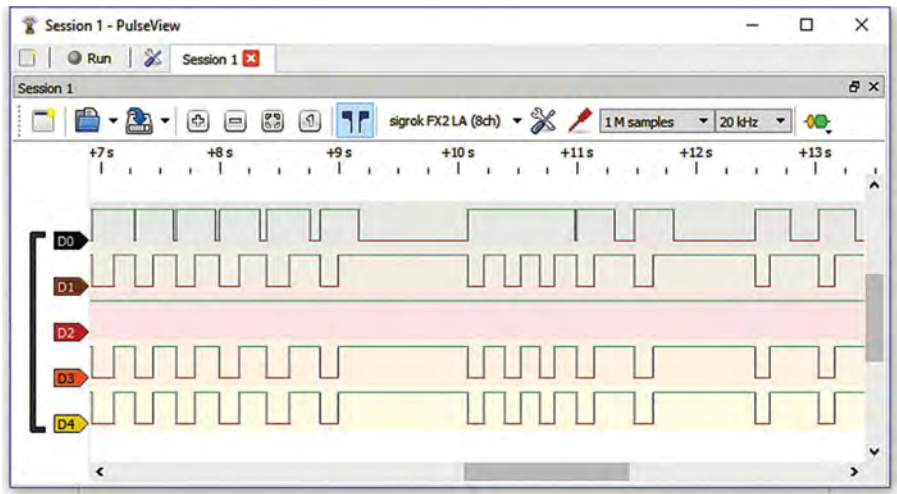 Session 1 - PulseView
Run Session 1
Session 1
sigrok FX2 LA (8ch) 1 M samples 20 kHz
+7 s +8 s +9 s +10 s +11 s +12 s +13 s
D0
D1
D2
D3
D4